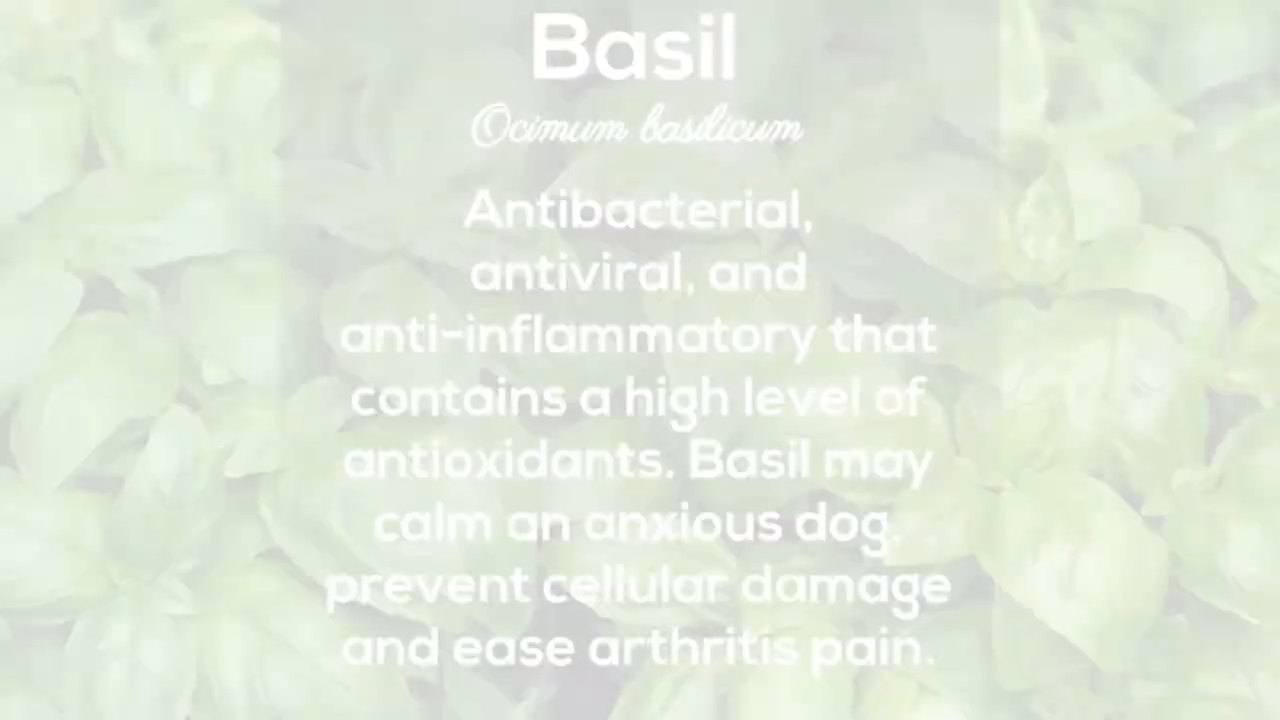 Basil
Ocimum basilicum
Antibacterial,
antiviral, and
anti-inflammatory that
contains a high level of
antioxidants. Basil may
calm an anxious dog,
prevent cellular damage
and ease arthritis pain.